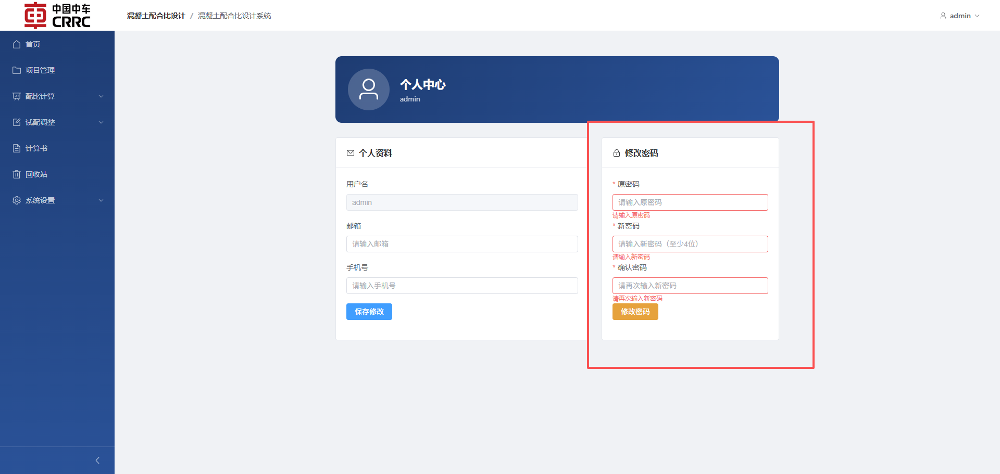 中国中车
CRRC
混凝土配合比设计 / 混凝土配合比设计系统
admin
首页
项目管理
配比计算
试配调整
计算书
回收站
系统设置
个人中心
admin
个人资料
用户名
admin
邮箱
请输入邮箱
手机号
请输入手机号
保存修改
修改密码
* 原密码
请输入原密码
请输入原密码
* 新密码
请输入新密码（至少4位）
请输入新密码
* 确认密码
请再次输入新密码
请再次输入新密码
修改密码